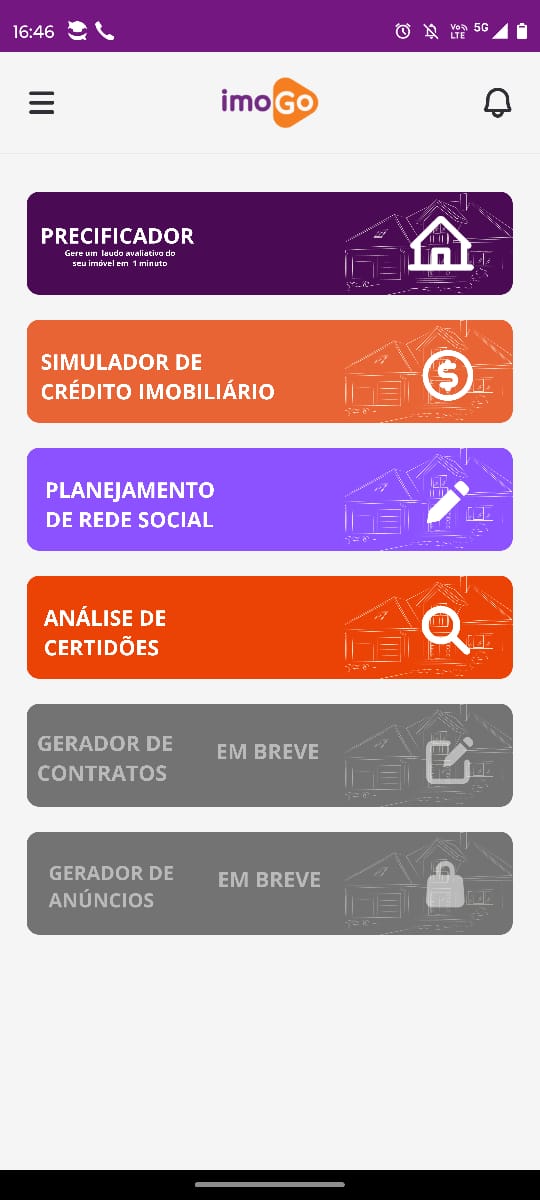 16:46
Vo)) LTE
5G
imoGo
PRECIFICADOR
Gere um laudo avaliativo do
seu imóvel em 1 minuto
SIMULADOR DE
CRÉDITO IMOBILIÁRIO
PLANEJAMENTO
DE REDE SOCIAL
ANÁLISE DE
CERTIDÕES
GERADOR DE
CONTRATOS
EM BREVE
GERADOR DE
ANÚNCIOS
EM BREVE